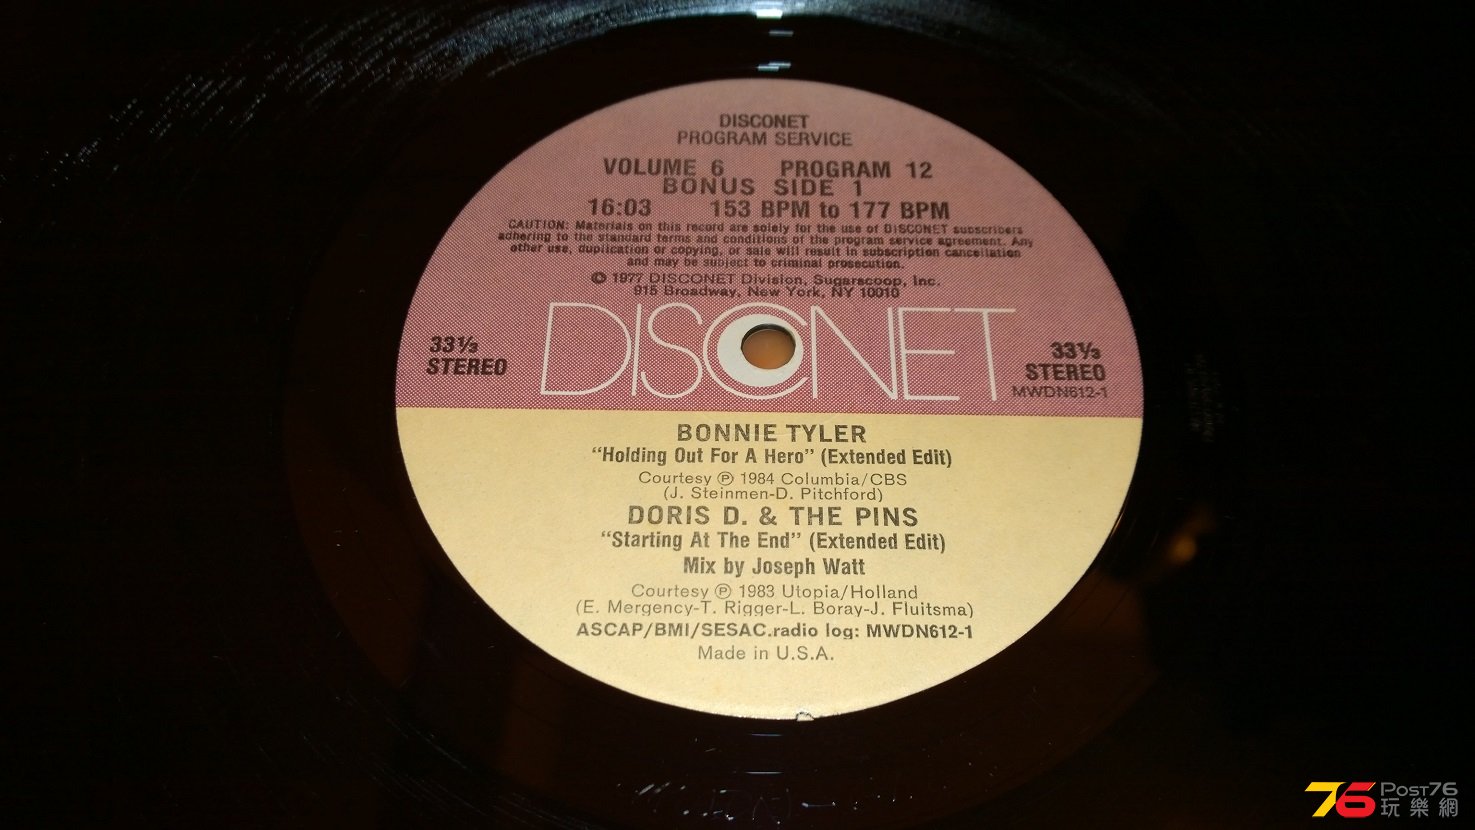 DISCONET
PROGRAM SERVICE
VOLUME 6 PROGRAM 12
BONUS SIDE 1
16:03 153 BPM to 177 BPM
CAUTION: Materials on this record are solely for the use of DISCONET subscribers
adhering to the standard terms and conditions of the program service agreement. Any
other use, duplication or copying, or sale will result in subscription cancellation
and may be subject to criminal prosecution.
© 1977 DISCONET Division, Sugarscoop, Inc.
915 Broadway, New York, NY 10010
DISCONET
33⅓
STEREO
33⅓
STEREO
MWDN612-1
BONNIE TYLER
“Holding Out For A Hero” (Extended Edit)
Courtesy ℗ 1984 Columbia/CBS
(J. Steinmen-D. Pitchford)
DORIS D. & THE PINS
“Starting At The End” (Extended Edit)
Mix by Joseph Watt
Courtesy ℗ 1983 Utopia/Holland
(E. Mergency-T. Rigger-L. Boray-J. Fluitsma)
ASCAP/BMI/SESAC.radio log: MWDN612-1
Made in U.S.A.
76 Post76
玩樂網